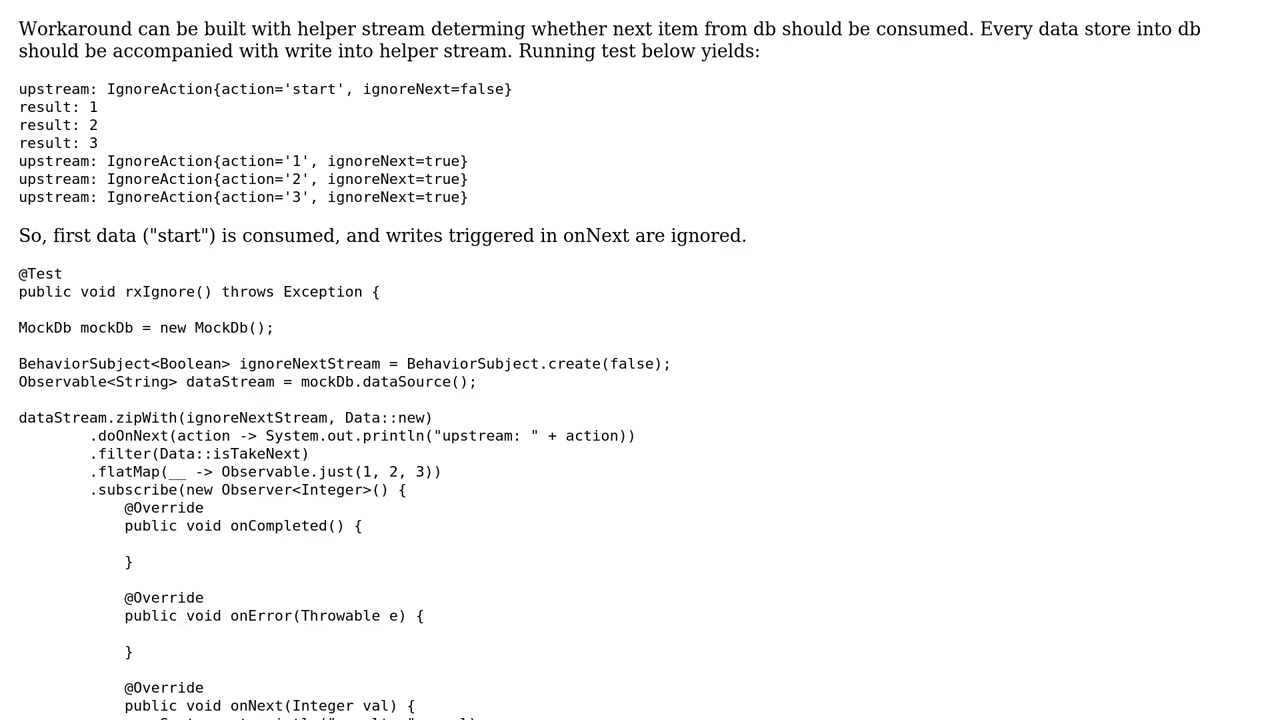 Workaround can be built with helper stream determing whether next item from db should be consumed. Every data store into db
should be accompanied with write into helper stream. Running test below yields:
upstream: IgnoreAction{action='start', ignoreNext=false}
result: 1
result: 2
result: 3
upstream: IgnoreAction{action='1', ignoreNext=true}
upstream: IgnoreAction{action='2', ignoreNext=true}
upstream: IgnoreAction{action='3', ignoreNext=true}
So, first data ("start") is consumed, and writes triggered in onNext are ignored.
@Test
public void rxIgnore() throws Exception {
MockDb mockDb = new MockDb();
BehaviorSubject<Boolean> ignoreNextStream = BehaviorSubject.create(false);
Observable<String> dataStream = mockDb.dataSource();
dataStream.zipWith(ignoreNextStream, Data::new)
.doOnNext(action -> System.out.println("upstream: " + action))
.filter(Data::isTakeNext)
.flatMap(__ -> Observable.just(1, 2, 3))
.subscribe(new Observer<Integer>() {
@Override
public void onCompleted() {
}
@Override
public void onError(Throwable e) {
}
@Override
public void onNext(Integer val) {